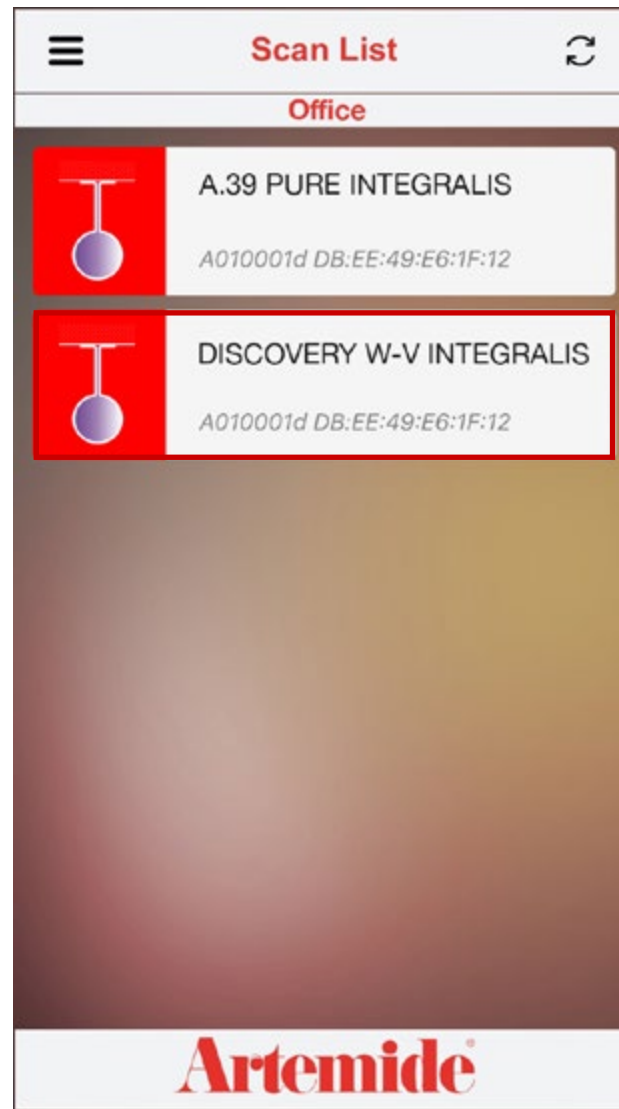 Scan List
Office
A.39 PURE INTEGRALIS
A010001d DB:EE:49:E6:1F:12
DISCOVERY W-V INTEGRALIS
A010001d DB:EE:49:E6:1F:12
Artemide®